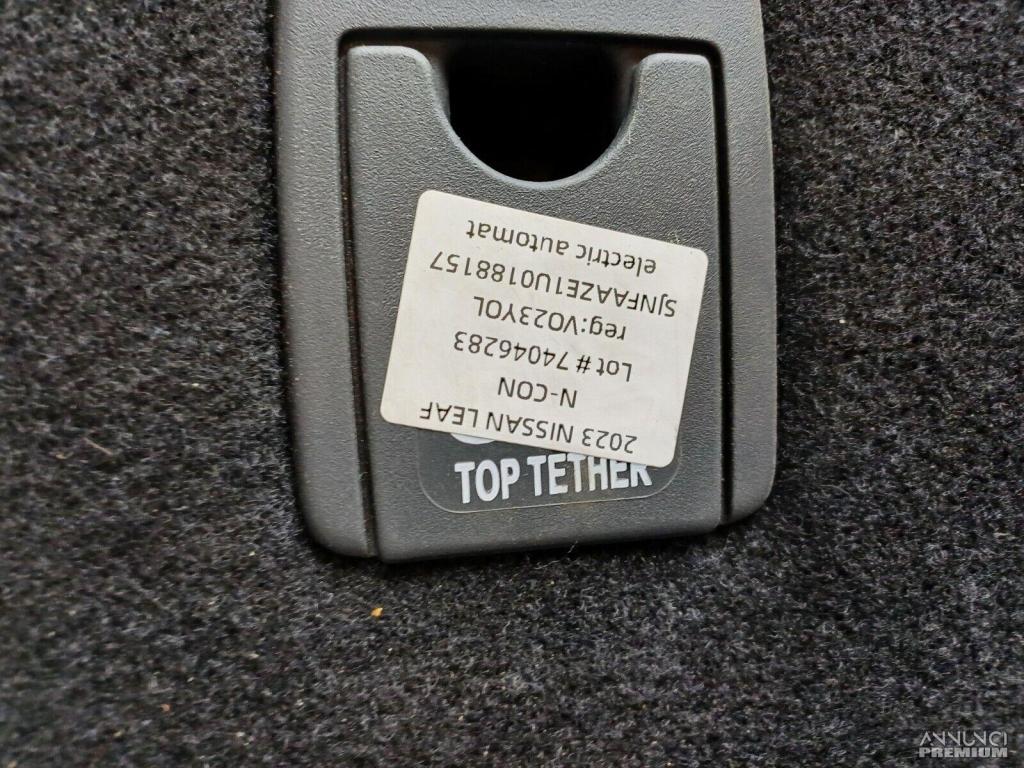 2023 NISSAN LEAF
N-CON
Lot # 74046283
reg:VO23YOL
SJNFAAZE1U0188157
electric automat
TOP TETHER
ANNUNCI
PREMIUM